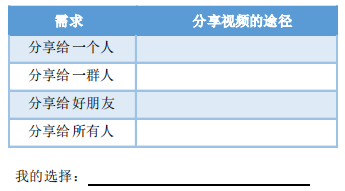 需求 分享视频的途径
分享给一个人
分享给一群人
分享给好朋友
分享给所有人
我的选择：